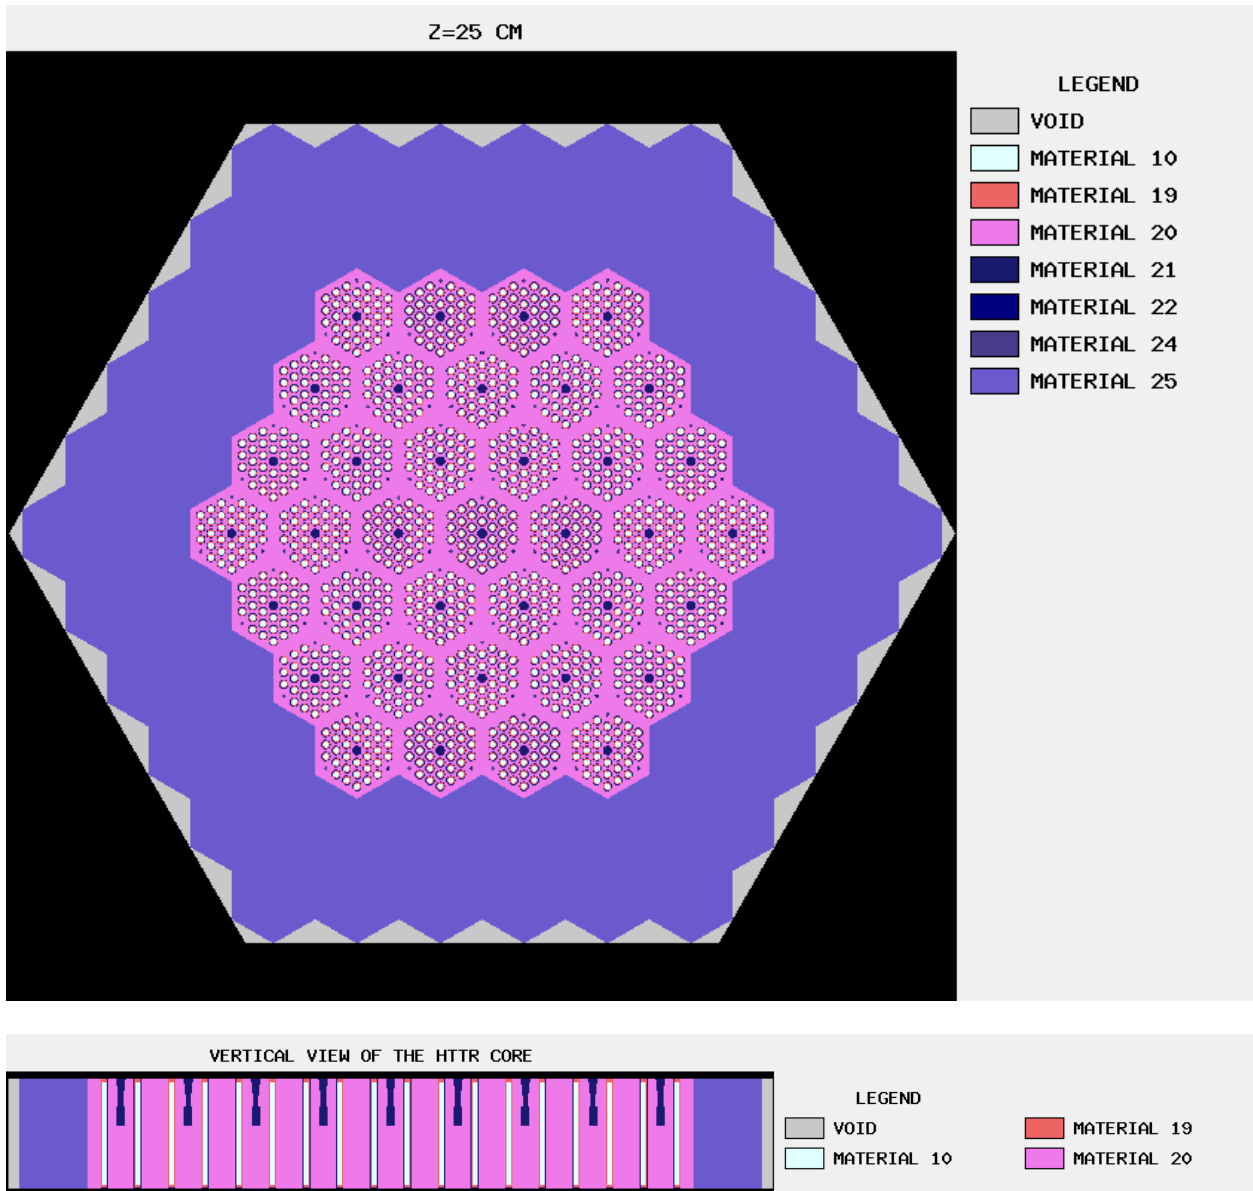 Z=25 CM
LEGEND
VOID
MATERIAL 10
MATERIAL 19
MATERIAL 20
MATERIAL 21
MATERIAL 22
MATERIAL 24
MATERIAL 25
VERTICAL VIEW OF THE HTTR CORE
LEGEND
VOID
MATERIAL 19
MATERIAL 10
MATERIAL 20